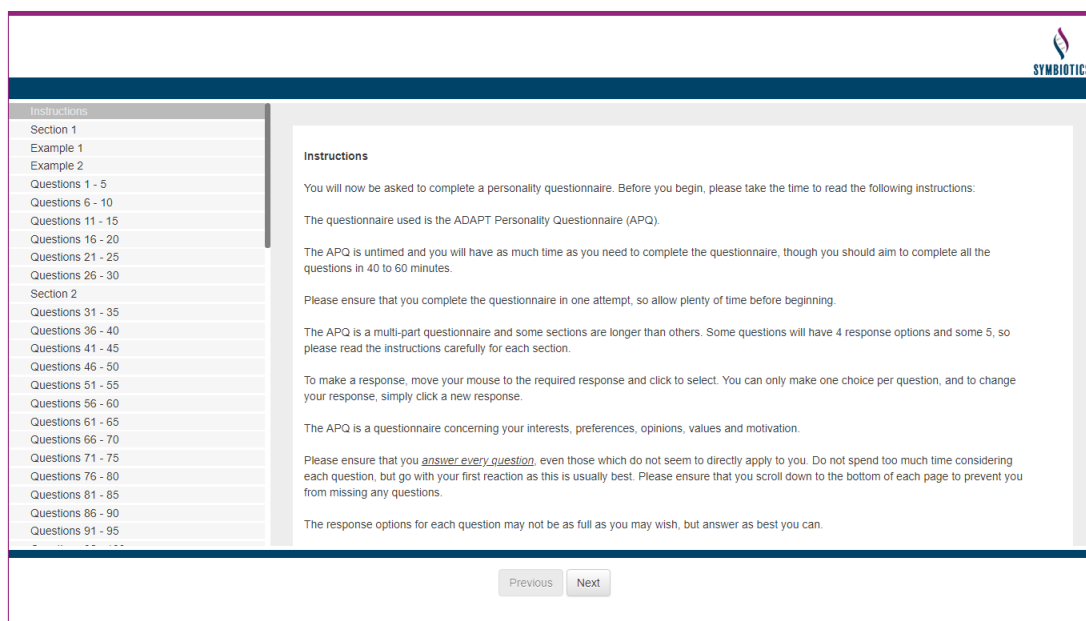 SYMBIOTICS
Instructions
Section 1
Example 1
Example 2
Questions 1 - 5
Questions 6 - 10
Questions 11 - 15
Questions 16 - 20
Questions 21 - 25
Questions 26 - 30
Section 2
Questions 31 - 35
Questions 36 - 40
Questions 41 - 45
Questions 46 - 50
Questions 51 - 55
Questions 56 - 60
Questions 61 - 65
Questions 66 - 70
Questions 71 - 75
Questions 76 - 80
Questions 81 - 85
Questions 86 - 90
Questions 91 - 95
Instructions
You will now be asked to complete a personality questionnaire. Before you begin, please take the time to read the following instructions:
The questionnaire used is the ADAPT Personality Questionnaire (APQ).
The APQ is untimed and you will have as much time as you need to complete the questionnaire, though you should aim to complete all the
questions in 40 to 60 minutes.
Please ensure that you complete the questionnaire in one attempt, so allow plenty of time before beginning.
The APQ is a multi-part questionnaire and some sections are longer than others. Some questions will have 4 response options and some 5, so
please read the instructions carefully for each section.
To make a response, move your mouse to the required response and click to select. You can only make one choice per question, and to change
your response, simply click a new response.
The APQ is a questionnaire concerning your interests, preferences, opinions, values and motivation.
Please ensure that you answer every question, even those which do not seem to directly apply to you. Do not spend too much time considering
each question, but go with your first reaction as this is usually best. Please ensure that you scroll down to the bottom of each page to prevent you
from missing any questions.
The response options for each question may not be as full as you may wish, but answer as best you can.
Previous
Next